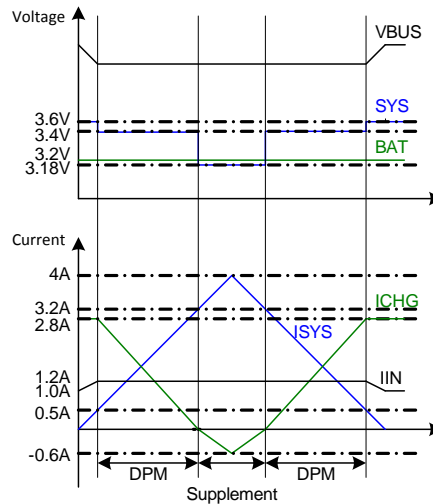 Voltage
VBUS
3.6V
SYS
3.4V
3.2V
BAT
3.18V
Current
4A
3.2A
ICHG
2.8A
ISYS
1.2A
IIN
1.0A
0.5A
-0.6A
DPM
DPM
Supplement